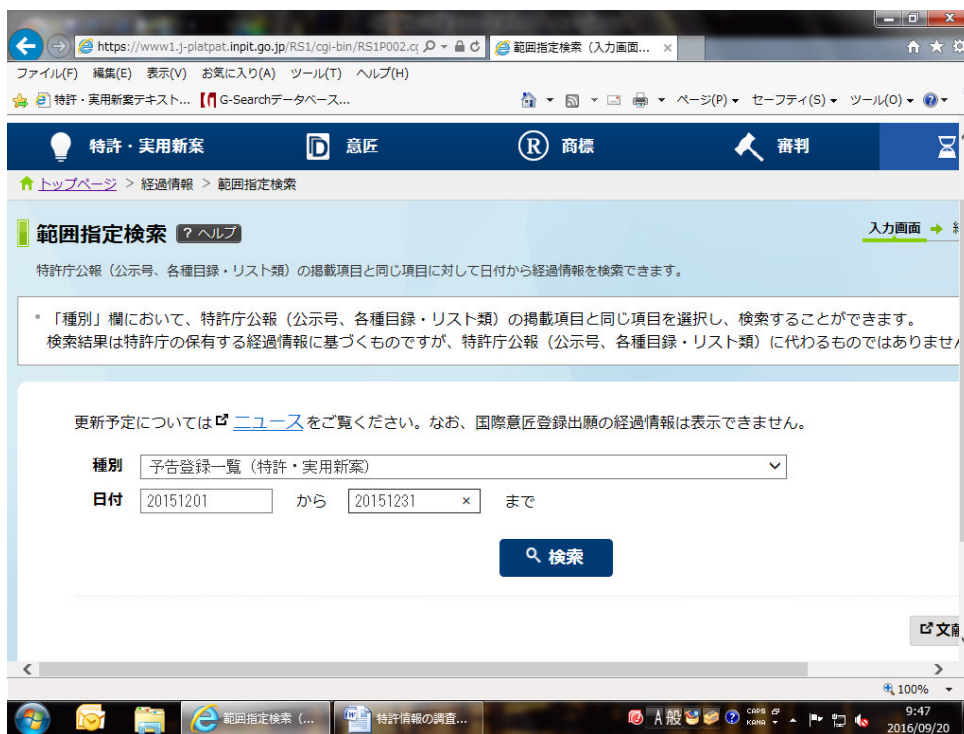 https://www1.j-platpat.inpit.go.jp/RS1/cgi-bin/RS1P002.cç
範囲指定検索（入力画面... ×
ファイル(F) 編集(E) 表示(V) お気に入り(A) ツール(T) ヘルプ(H)
特許・実用新案テキスト... G-Searchデータベース... ページ(P) セーフティ(S) ツール(O)
特許・実用新案 D 意匠 R 商標 審判
トップページ > 経過情報 > 範囲指定検索
範囲指定検索 ? ヘルプ 入力画面
特許庁公報（公示号、各種目録・リスト類）の掲載項目と同じ項目に対して日付から経過情報を検索できます。
「種別」欄において、特許庁公報（公示号、各種目録・リスト類）の掲載項目と同じ項目を選択し、検索することができます。
検索結果は特許庁の保有する経過情報に基づくものですが、特許庁公報（公示号、各種目録・リスト類）に代わるものではありませ
更新予定についてはニュースをご覧ください。なお、国際意匠登録出願の経過情報は表示できません。
種別 予告登録一覧（特許・実用新案）
日付 20151201 から 20151231 × まで
検索
文献
100%
範囲指定検索（... 特許情報の調査... A 般 CAPS KANA 9:47
2016/09/20